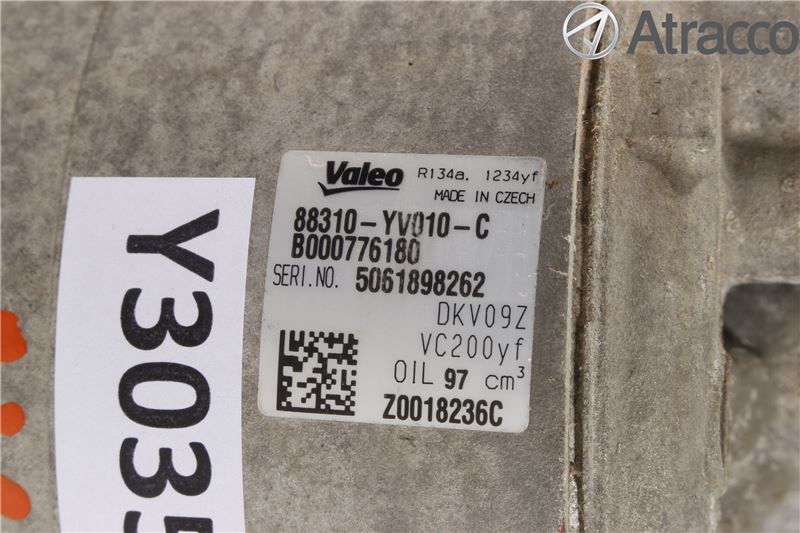 Atracco
Valeo R134a, 1234yf
MADE IN CZECH
88310-YV010-C
B000776180
SERI.NO. 5061898262
DKV09Z
VC200yf
OIL 97 cm³
Z0018236C
Y3035